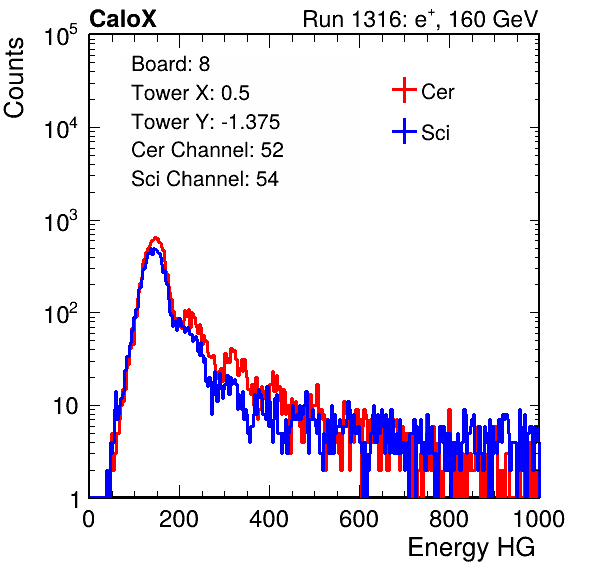 CaloX Run 1316: e⁺, 160 GeV
Counts
Board: 8
Tower X: 0.5
Tower Y: -1.375
Cer Channel: 52
Sci Channel: 54
Cer
Sci
10⁵
10⁴
10³
10²
10
1
0 200 400 600 800 1000
Energy HG